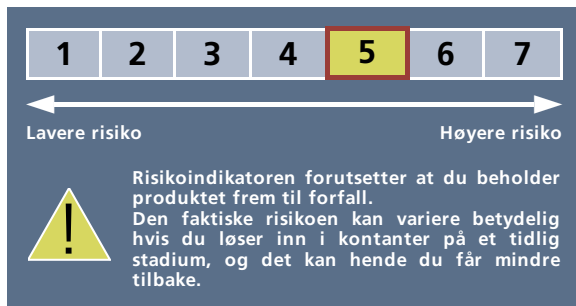 1 2 3 4 5 6 7
Lavere risiko Høyere risiko
Risikoindikatoren forutsetter at du beholder
produktet frem til forfall.
Den faktiske risikoen kan variere betydelig
hvis du løser inn i kontanter på et tidlig
stadium, og det kan hende du får mindre
tilbake.
!